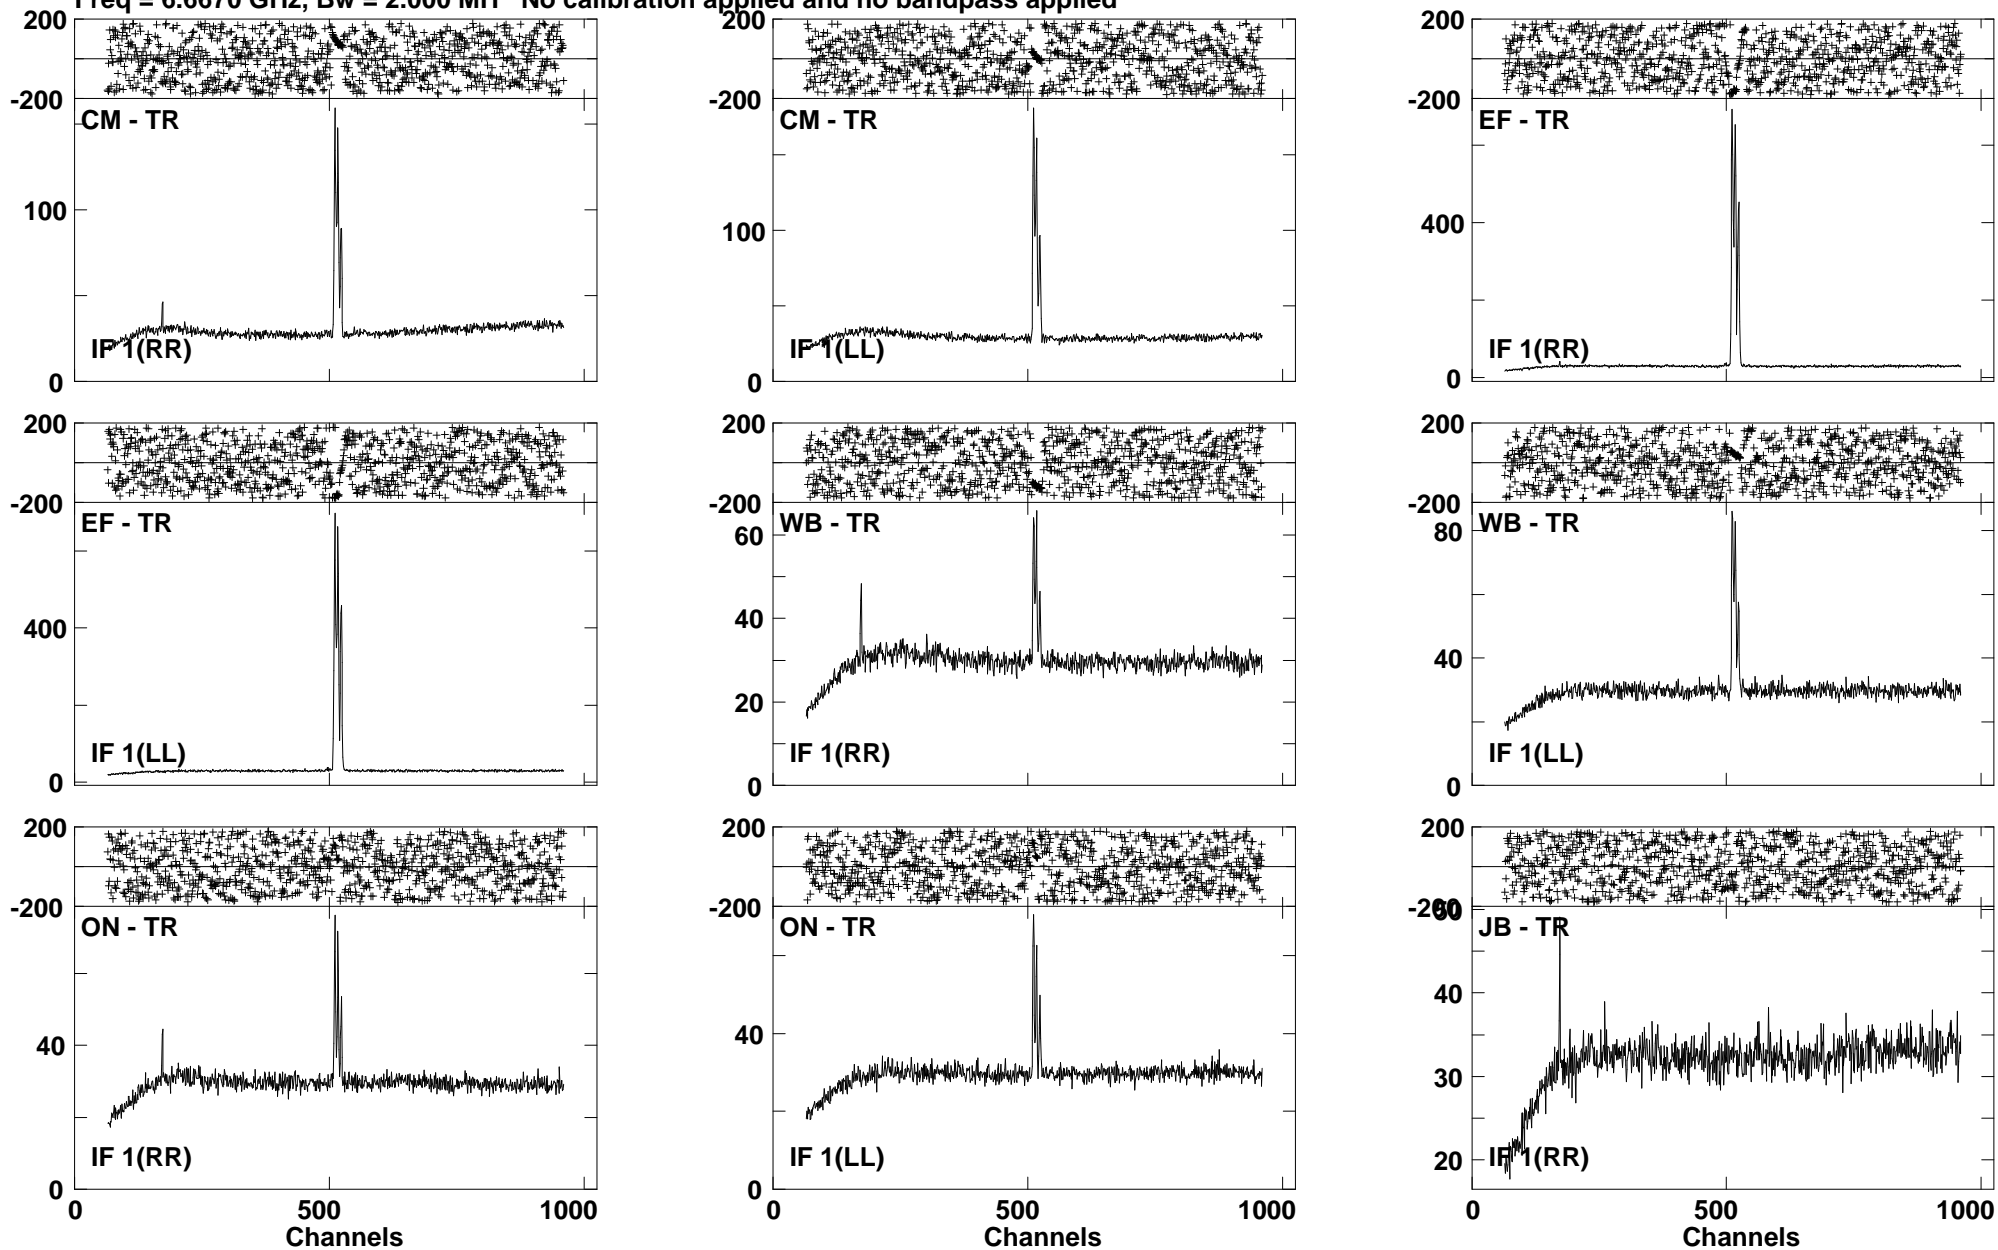 Freq = 6.6670 GHz, Bw = 2.000 MH No calibration applied and no bandpass applied
200
-200
CM - TR
100
0
IF 1(RR)
200
-200
CM - TR
100
0
IF 1(LL)
200
-200
EF - TR
400
0
IF 1(RR)
200
-200
EF - TR
400
0
IF 1(LL)
200
-200
WB - TR
60
40
20
0
IF 1(RR)
200
-200
WB - TR
80
40
0
IF 1(LL)
200
-200
ON - TR
40
0
IF 1(RR)
0 500 1000
Channels
200
-200
ON - TR
40
0
IF 1(LL)
0 500 1000
Channels
200
-200
50
JB - TR
40
30
20
IF 1(RR)
0 500 1000
Channels